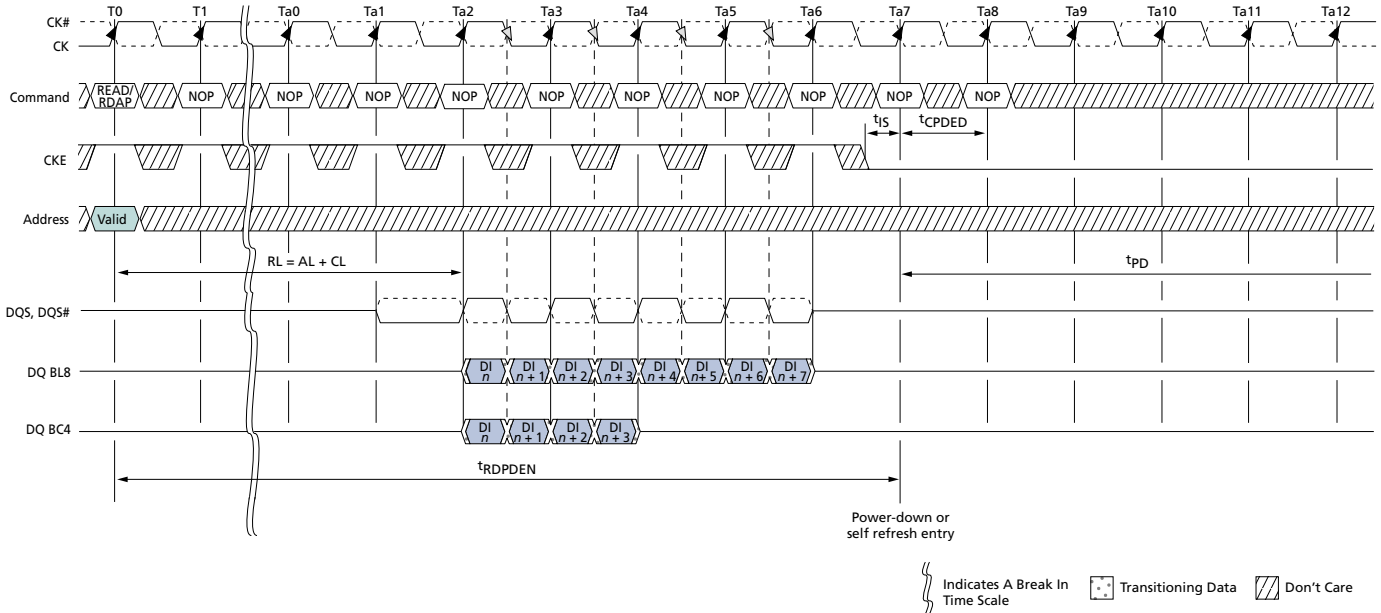 T0 T1 Ta0 Ta1 Ta2 Ta3 Ta4 Ta5 Ta6 Ta7 Ta8 Ta9 Ta10 Ta11 Ta12
CK#
CK
Command READ/ RDAP NOP NOP NOP NOP NOP NOP NOP NOP NOP NOP
tIS tCPDED
CKE
Address Valid
RL = AL + CL tPD
DQS, DQS#
DQ BL8 DI n DI n + 1 DI n + 2 DI n + 3 DI n + 4 DI n+ 5 DI n + 6 DI n + 7
DQ BC4 DI n DI n + 1 DI n + 2 DI n + 3
tRDPDEN
Power-down or
self refresh entry
Indicates A Break In
Time Scale
Transitioning Data
Don't Care